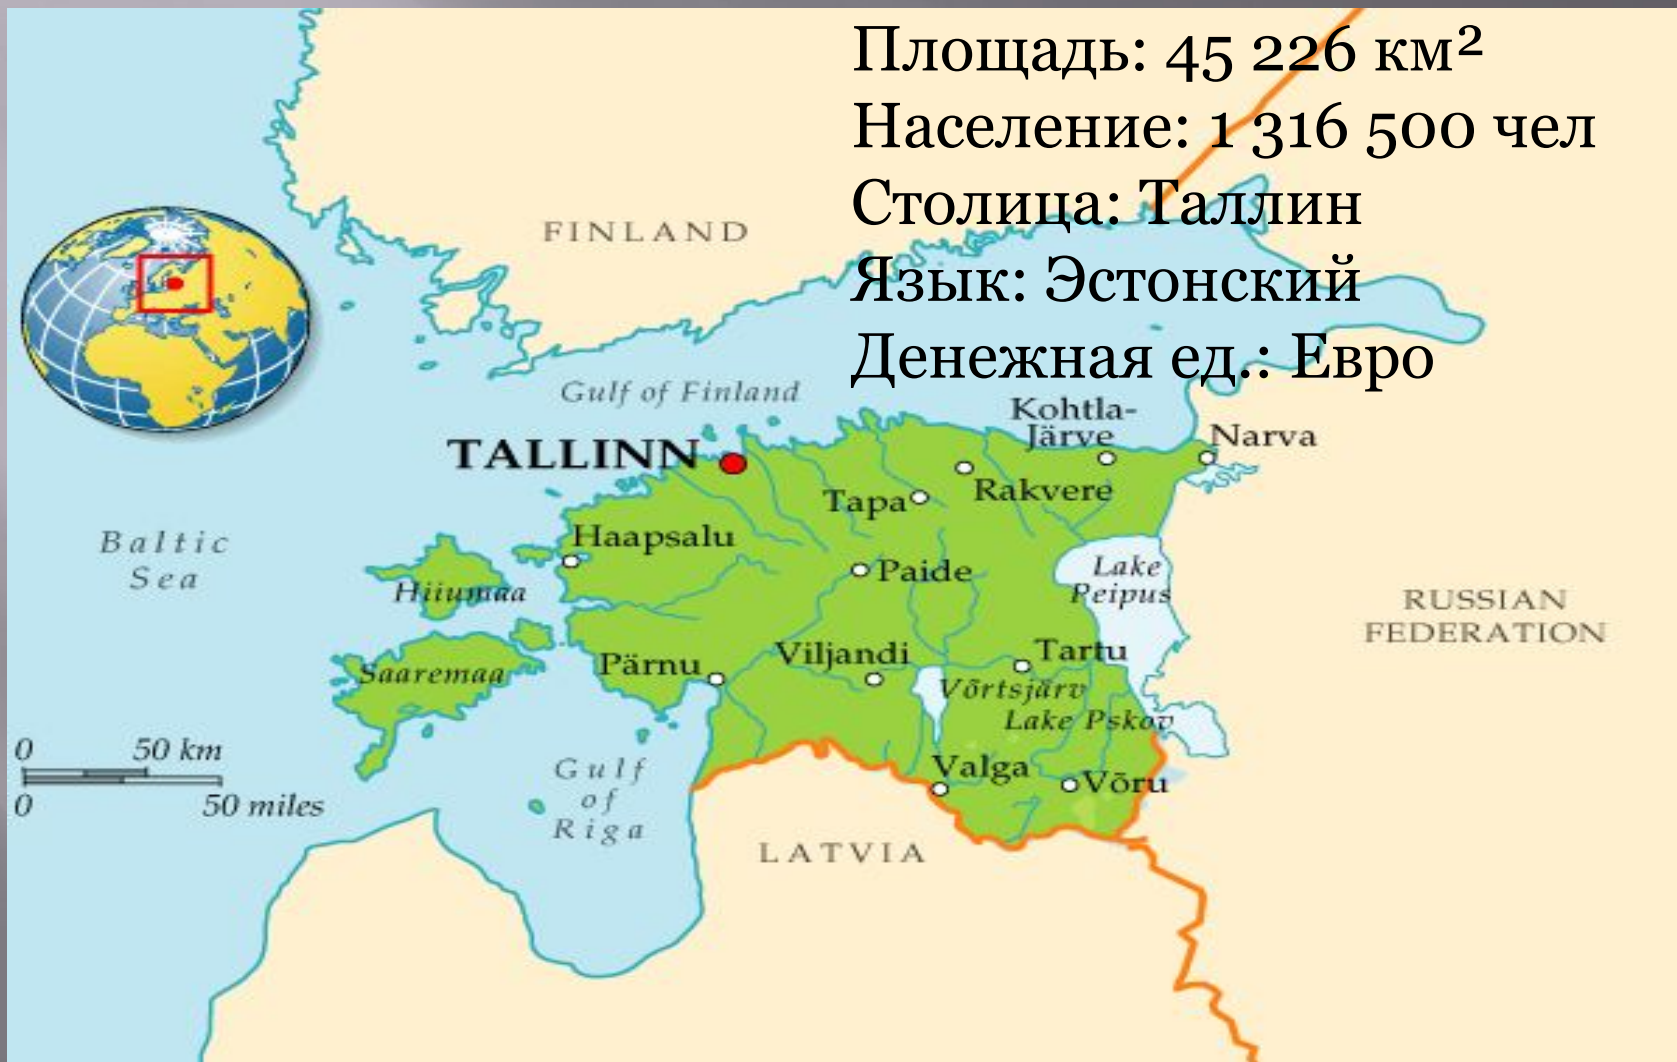 Площадь: 45 226 км²
Население: 1 316 500 чел
Столица: Таллин
Язык: Эстонский
Денежная ед.: Евро
FINLAND
Gulf of Finland
Kohtla-
Järve
Narva
TALLINN
Tapa
Rakvere
Haapsalu
Baltic
Sea
Hiiumaa
Paide
Lake
Peipus
RUSSIAN
FEDERATION
Saaremaa
Pärnu
Viljandi
Tartu
Võrtsjärv
Lake Pskov
0 50 km
0 50 miles
Gulf
of
Riga
Valga
Võru
LATVIA